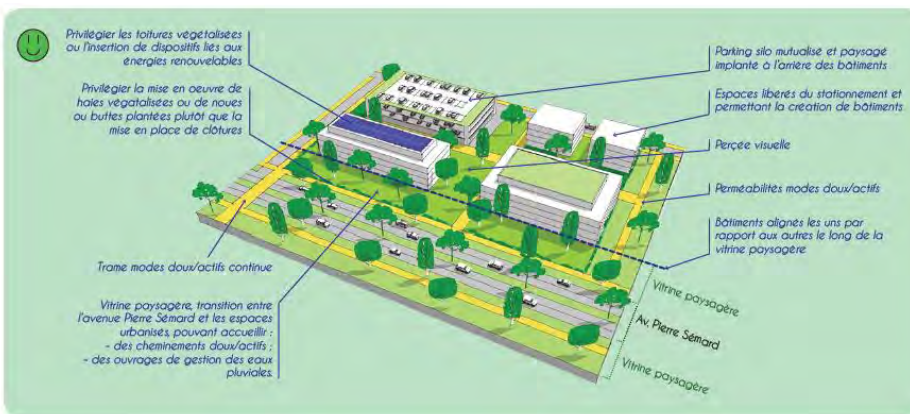 Privilégier les toitures végétalisées
ou l'insertion de dispositifs liés aux
énergies renouvelables
Privilégier la mise en oeuvre de
haies végatalisées ou de noues
ou buttes plantées plutôt que la
mise en place de clôtures
Trame modes doux/actifs continue
Vitrine paysagère, transition entre
l'avenue Pierre Sémard et les espaces
urbanisés, pouvant accueillir :
- des cheminements doux/actifs ;
- des ouvrages de gestion des eaux
pluviales.
Parking silo mutualisé et paysagé
implanté à l'arrière des bâtiments
Espaces libérés du stationnement et
permettant la création de bâtiments
Perçée visuelle
Perméabilités modes doux/actifs
Bâtiments alignés les uns par
rapport aux autres le long de la
vitrine paysagère
Vitrine paysagère
Av. Pierre Sémard
Vitrine paysagère